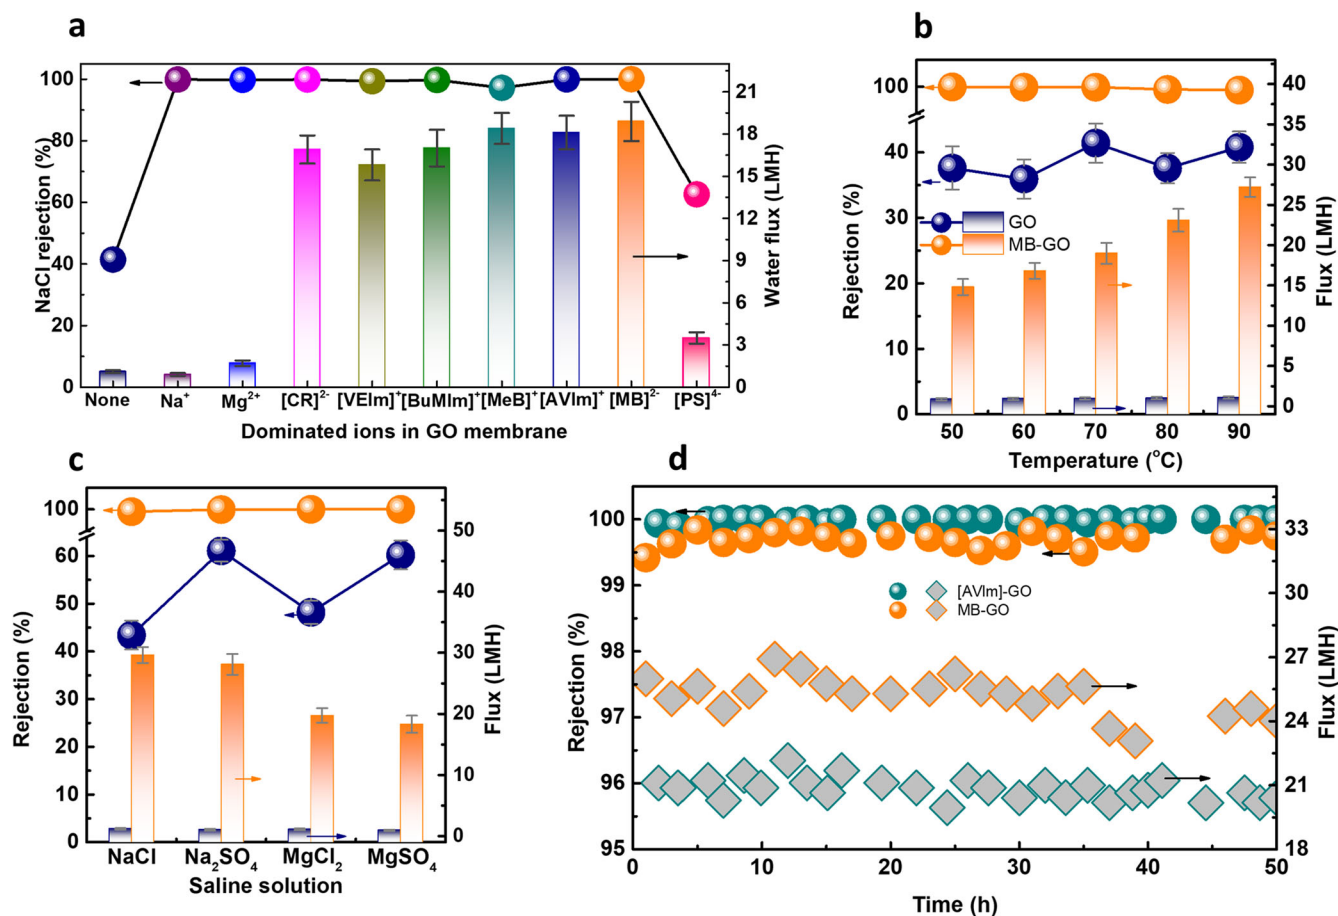 a
NaCl rejection (%)
100
80
60
40
20
0
None
Na⁺
Mg²⁺
[CR]²⁻
[VEIm]⁺
[BuMIm]⁺
[MeB]⁺
[AVIm]⁺
[MB]²⁻
[PS]⁴⁻
Dominated ions in GO membrane
21
18
15
12
9
6
3
0
Water flux (LMH)
b
Rejection (%)
100
40
30
20
10
0
GO
MB-GO
50
60
70
80
90
Temperature (°C)
40
35
30
25
20
15
10
5
0
Flux (LMH)
c
Rejection (%)
100
60
50
40
30
25
20
15
10
5
0
NaCl
Na₂SO₄
MgCl₂
MgSO₄
Saline solution
50
40
30
20
10
0
Flux (LMH)
d
Rejection (%)
100
99
98
97
96
95
[AVIm]-GO
MB-GO
0
10
20
30
40
50
Time (h)
33
30
27
24
21
18
Flux (LMH)